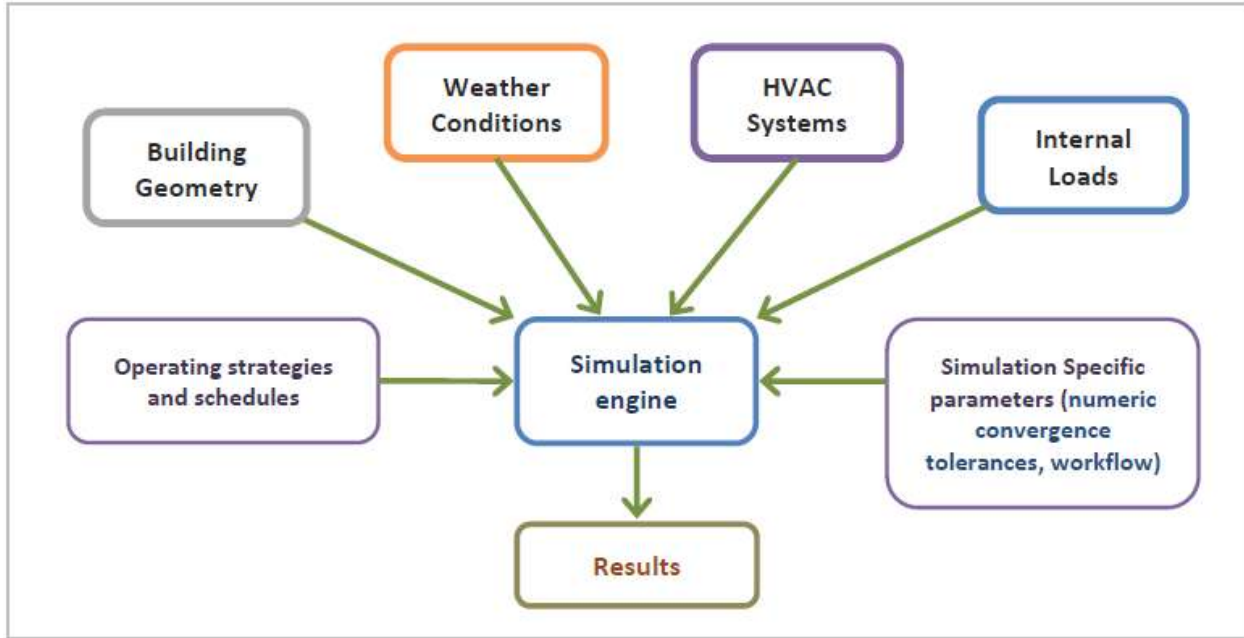 Weather
Conditions
HVAC
Systems
Building
Geometry
Internal
Loads
Operating strategies
and schedules
Simulation
engine
Simulation Specific
parameters (numeric
convergence
tolerances, workflow)
Results